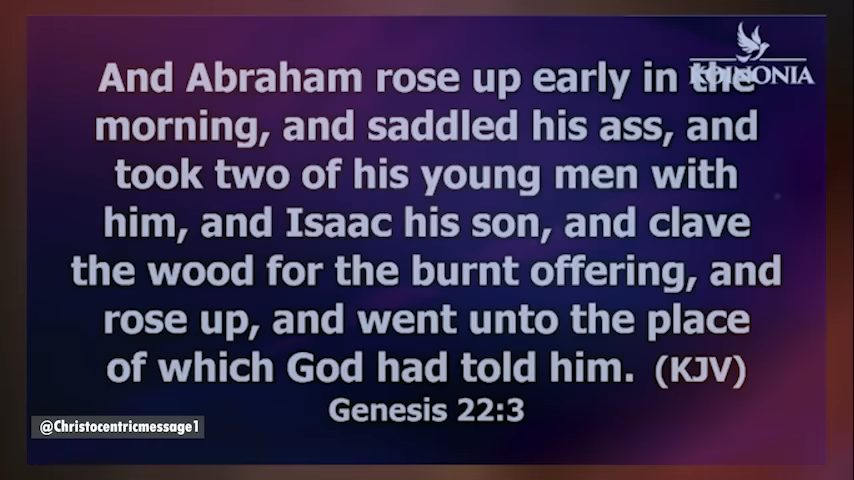 And Abraham rose up early in the
morning, and saddled his ass, and
took two of his young men with
him, and Isaac his son, and clave
the wood for the burnt offering, and
rose up, and went unto the place
of which God had told him. (KJV)
Genesis 22:3
KOINONIA
@Christocentricmessage1